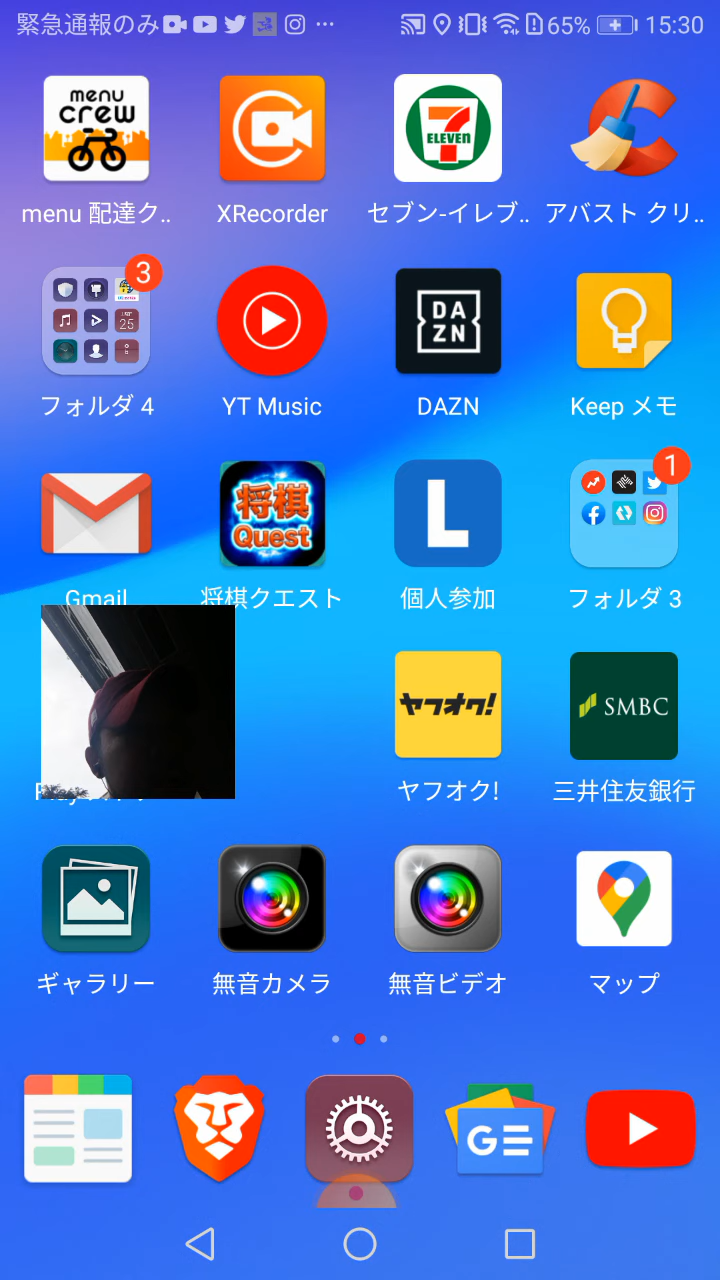 緊急通報のみ ... 65% 15:30
menu crew 7 ELEVEN
menu 配達ク.. XRecorder セブン-イレブ.. アバスト クリ..
3 25 DAZN
フォルダ 4 YT Music DAZN Keep メモ
将棋 Quest L 1
Gmail 将棋クエスト 個人参加 フォルダ 3
ヤフオク! SMBC
ヤフオク! 三井住友銀行
ギャラリー 無音カメラ 無音ビデオ マップ
G